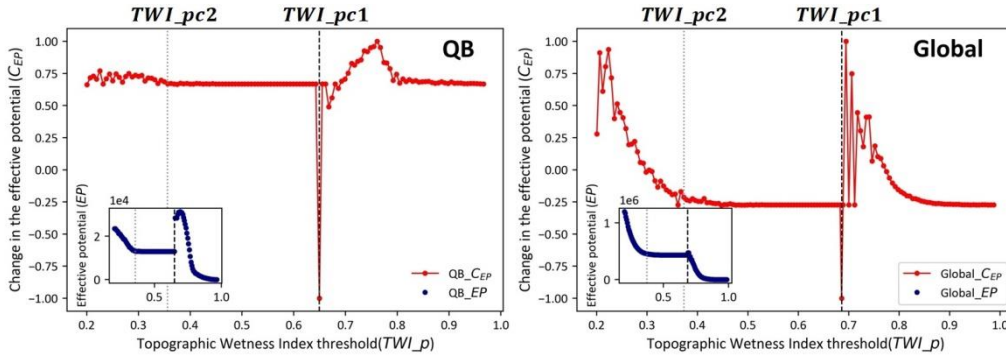 TWI_pc2 TWI_pc1
QB
Change in the effective potential (C_EP)
1.00
0.75
0.50
0.25
0.00
−0.25
−0.50
−0.75
−1.00
Effective potential (EP)
1e4
2
0
0.5 1.0
QB_C_EP
QB_EP
0.2 0.3 0.4 0.5 0.6 0.7 0.8 0.9 1.0
Topographic Wetness Index threshold(TWI_p)
TWI_pc2 TWI_pc1
Global
Change in the effective potential (C_EP)
1.00
0.75
0.50
0.25
0.00
−0.25
−0.50
−0.75
−1.00
Effective potential (EP)
1e6
1
0
0.5 1.0
Global_C_EP
Global_EP
0.2 0.3 0.4 0.5 0.6 0.7 0.8 0.9 1.0
Topographic Wetness Index threshold(TWI_p)